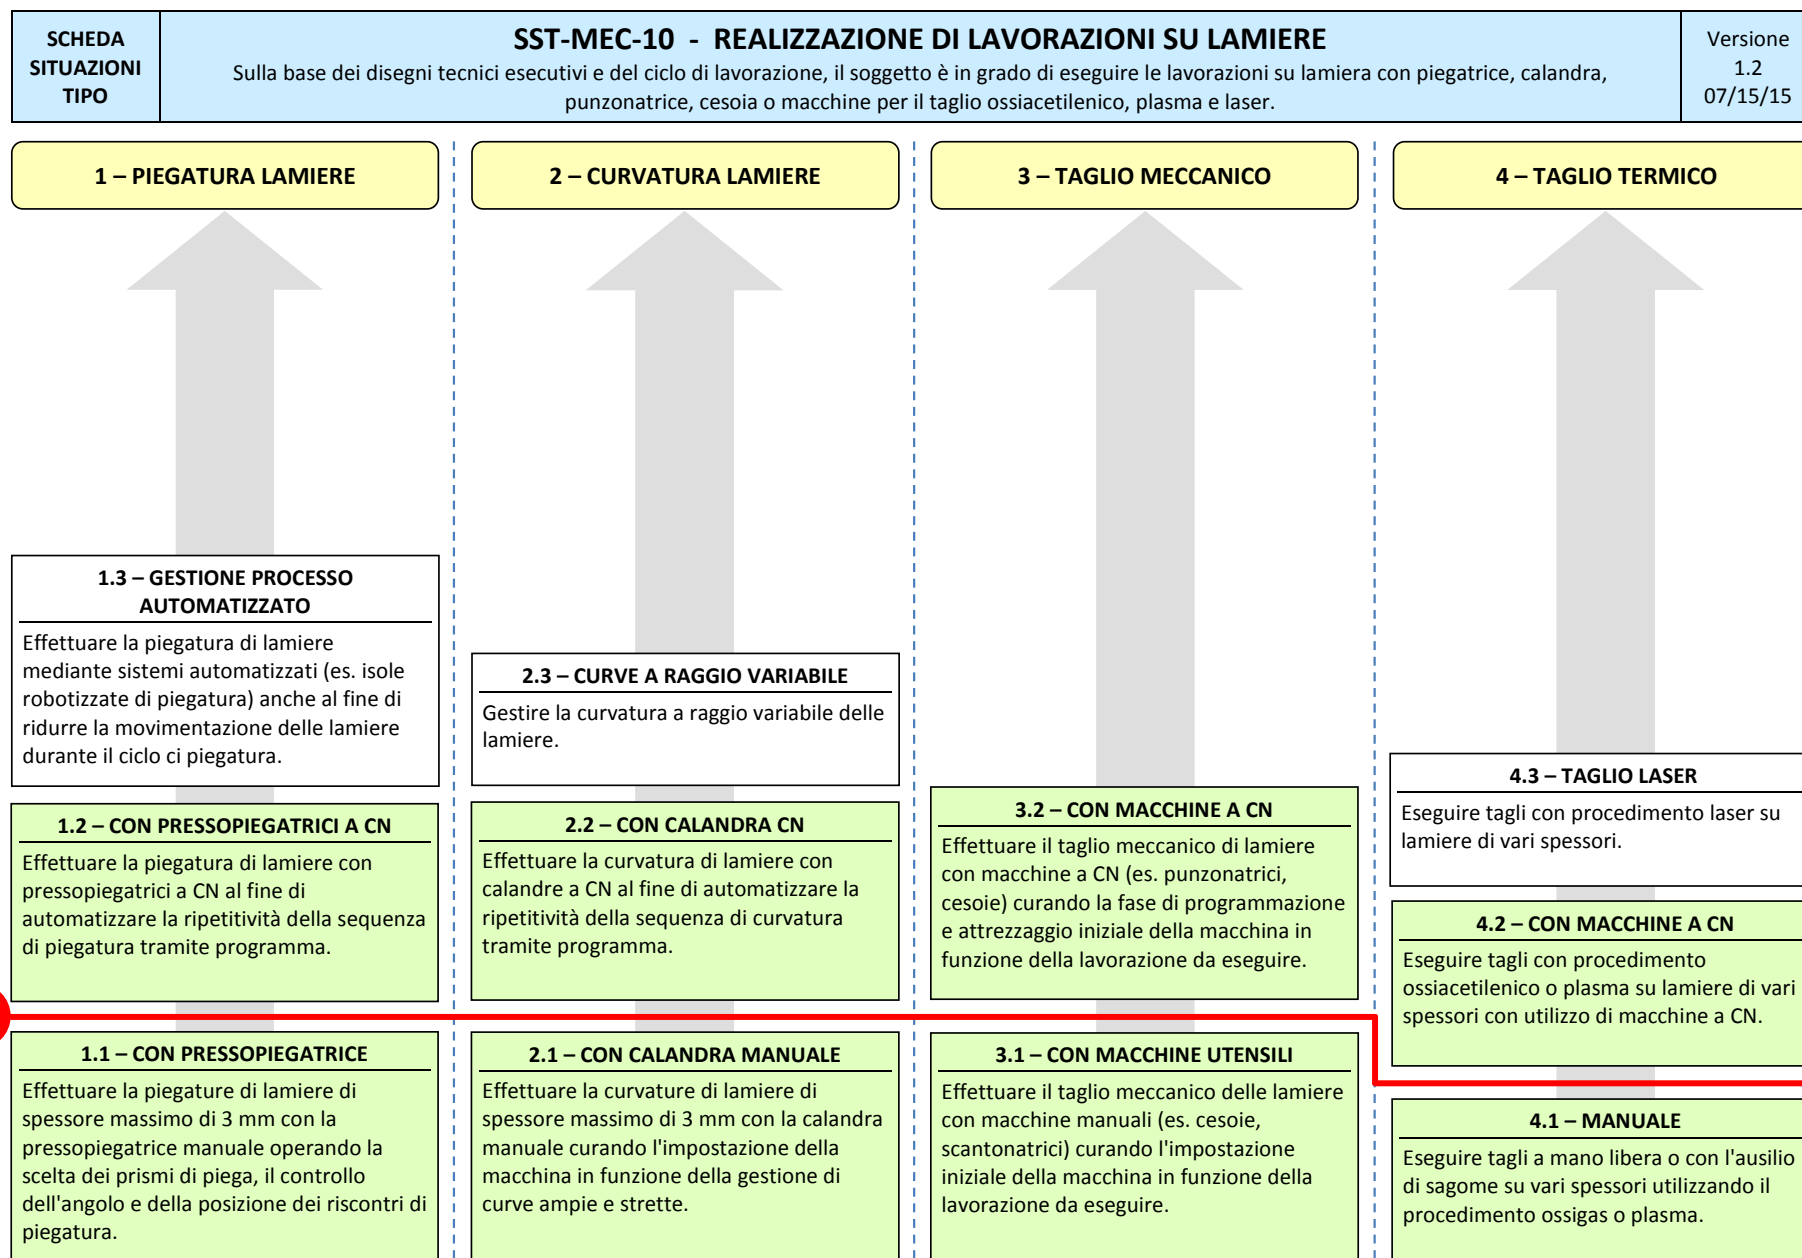 SCHEDA
SITUAZIONI
TIPO
SST-MEC-10 - REALIZZAZIONE DI LAVORAZIONI SU LAMIERE
Sulla base dei disegni tecnici esecutivi e del ciclo di lavorazione, il soggetto è in grado di eseguire le lavorazioni su lamiera con piegatrice, calandra,
punzonatrice, cesoia o macchine per il taglio ossiacetilenico, plasma e laser.
Versione
1.2
07/15/15
1 – PIEGATURA LAMIERE
2 – CURVATURA LAMIERE
3 – TAGLIO MECCANICO
4 – TAGLIO TERMICO
1.3 – GESTIONE PROCESSO
AUTOMATIZZATO
Effettuare la piegatura di lamiere
mediante sistemi automatizzati (es. isole
robotizzate di piegatura) anche al fine di
ridurre la movimentazione delle lamiere
durante il ciclo ci piegatura.
2.3 – CURVE A RAGGIO VARIABILE
Gestire la curvatura a raggio variabile delle
lamiere.
4.3 – TAGLIO LASER
Eseguire tagli con procedimento laser su
lamiere di vari spessori.
1.2 – CON PRESSOPIEGATRICI A CN
Effettuare la piegatura di lamiere con
pressopiegatrici a CN al fine di
automatizzare la ripetitività della sequenza
di piegatura tramite programma.
2.2 – CON CALANDRA CN
Effettuare la curvatura di lamiere con
calandre a CN al fine di automatizzare la
ripetitività della sequenza di curvatura
tramite programma.
3.2 – CON MACCHINE A CN
Effettuare il taglio meccanico di lamiere
con macchine a CN (es. punzonatrici,
cesoie) curando la fase di programmazione
e attrezzaggio iniziale della macchina in
funzione della lavorazione da eseguire.
4.2 – CON MACCHINE A CN
Eseguire tagli con procedimento
ossiacetilenico o plasma su lamiere di vari
spessori con utilizzo di macchine a CN.
1.1 – CON PRESSOPIEGATRICE
Effettuare la piegature di lamiere di
spessore massimo di 3 mm con la
pressopiegatrice manuale operando la
scelta dei prismi di piega, il controllo
dell'angolo e della posizione dei riscontri di
piegatura.
2.1 – CON CALANDRA MANUALE
Effettuare la curvature di lamiere di
spessore massimo di 3 mm con la calandra
manuale curando l'impostazione della
macchina in funzione della gestione di
curve ampie e strette.
3.1 – CON MACCHINE UTENSILI
Effettuare il taglio meccanico delle lamiere
con macchine manuali (es. cesoie,
scantonatrici) curando l'impostazione
iniziale della macchina in funzione della
lavorazione da eseguire.
4.1 – MANUALE
Eseguire tagli a mano libera o con l'ausilio
di sagome su vari spessori utilizzando il
procedimento ossigas o plasma.